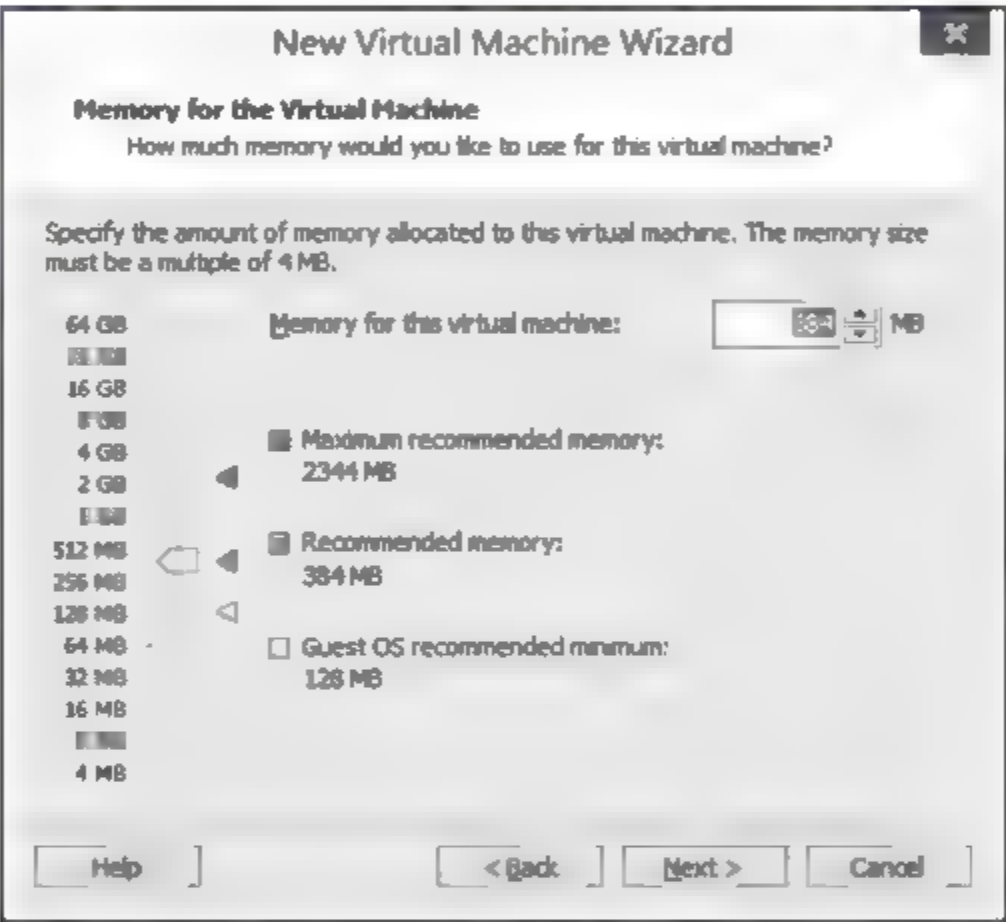 New Virtual Machine Wizard
Memory for the Virtual Machine
How much memory would you like to use for this virtual machine?
Specify the amount of memory allocated to this virtual machine. The memory size
must be a multiple of 4 MB.
64 GB
Memory for this virtual machine:
384
MB
16 GB
8 GB
4 GB
2 GB
512 MB
256 MB
128 MB
64 MB
32 MB
16 MB
4 MB
Maximum recommended memory:
2344 MB
Recommended memory:
384 MB
Guest OS recommended minimum:
128 MB
Help
< Back
Next >
Cancel